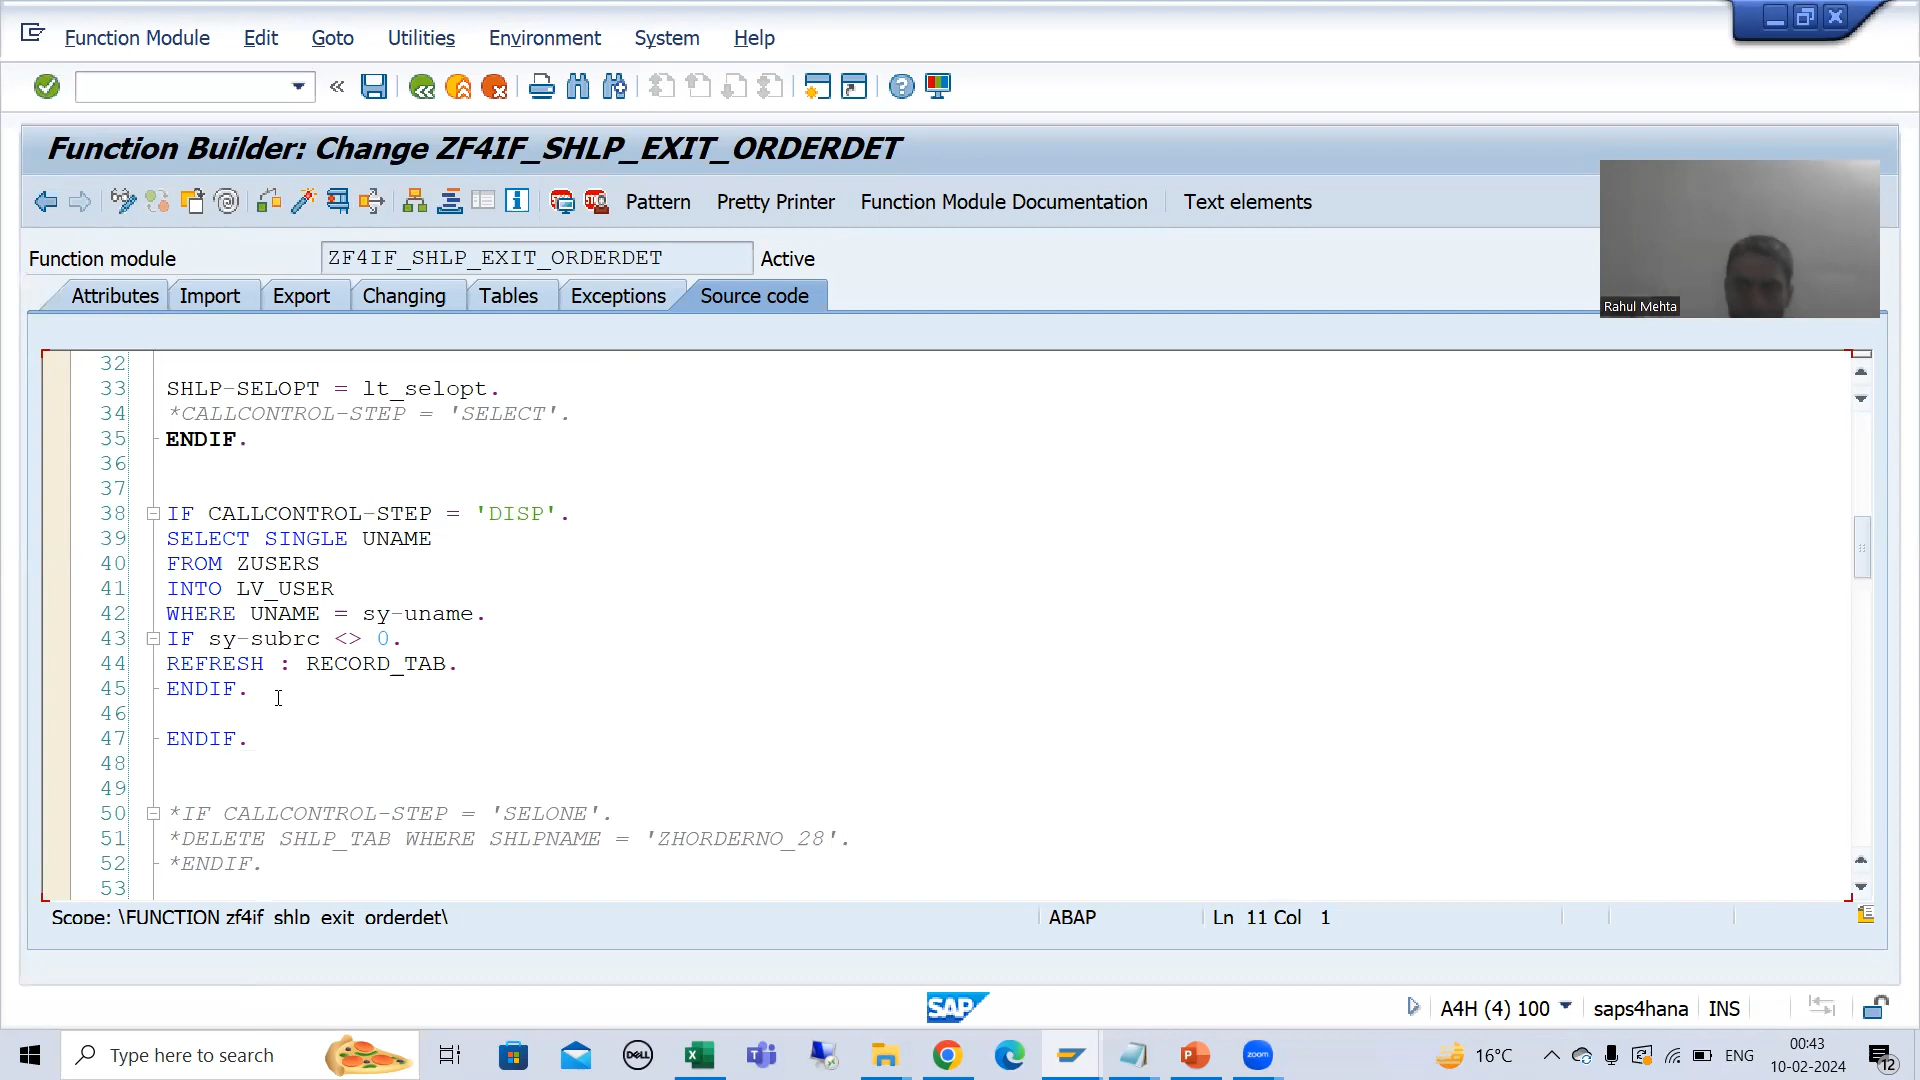 Function Module Edit Goto Utilities Environment System Help
Function Builder: Change ZF4IF_SHLP_EXIT_ORDERDET
Pattern Pretty Printer Function Module Documentation Text elements
Rahul Mehta
Function module ZF4IF_SHLP_EXIT_ORDERDET Active
Attributes Import Export Changing Tables Exceptions Source code
32
33 SHLP-SELOPT = lt_selopt.
34 *CALLCONTROL-STEP = 'SELECT'.
35 ENDIF.
36
37
38 IF CALLCONTROL-STEP = 'DISP'.
39 SELECT SINGLE UNAME
40 FROM ZUSERS
41 INTO LV_USER
42 WHERE UNAME = sy-uname.
43 IF sy-subrc <> 0.
44 REFRESH : RECORD_TAB.
45 ENDIF.
46
47 ENDIF.
48
49
50 *IF CALLCONTROL-STEP = 'SELONE'.
51 *DELETE SHLP_TAB WHERE SHLPNAME = 'ZHORDERNO_28'.
52 *ENDIF.
53
Scope: \FUNCTION zf4if_shlp_exit_orderdet\ ABAP Ln 11 Col 1
SAP A4H (4) 100 saps4hana INS
Type here to search DELL zoom 16°C ENG 00:43
10-02-2024 12